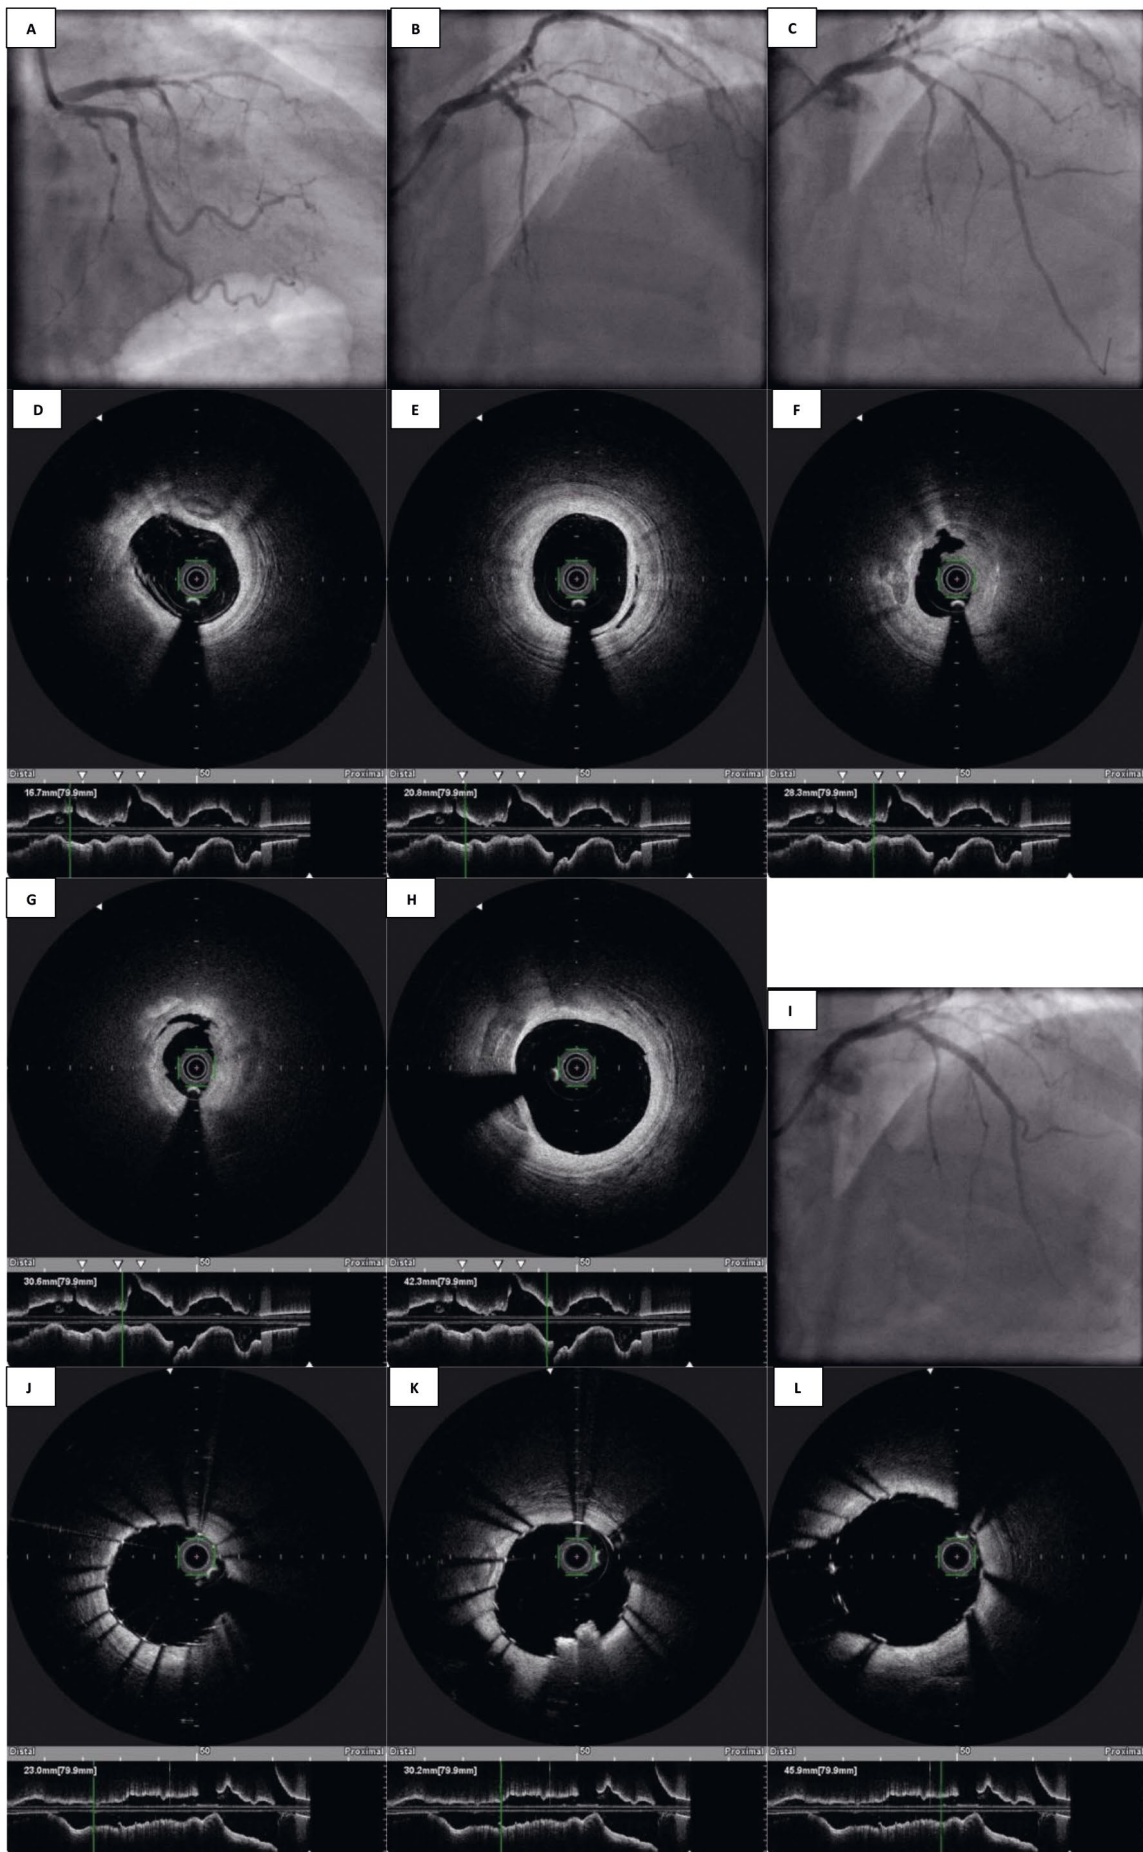 A
B
C
D
E
F
Distal 50 Proximal
Distal 50 Proximal
Distal 50 Proximal
16.7mm[79.9mm]
20.8mm[79.9mm]
28.3mm[79.9mm]
G
H
I
Distal 50 Proximal
Distal 50 Proximal
30.6mm[79.9mm]
42.3mm[79.9mm]
J
K
L
Distal 50 Proximal
Distal 50 Proximal
Distal 50 Proximal
23.0mm[79.9mm]
30.2mm[79.9mm]
45.9mm[79.9mm]